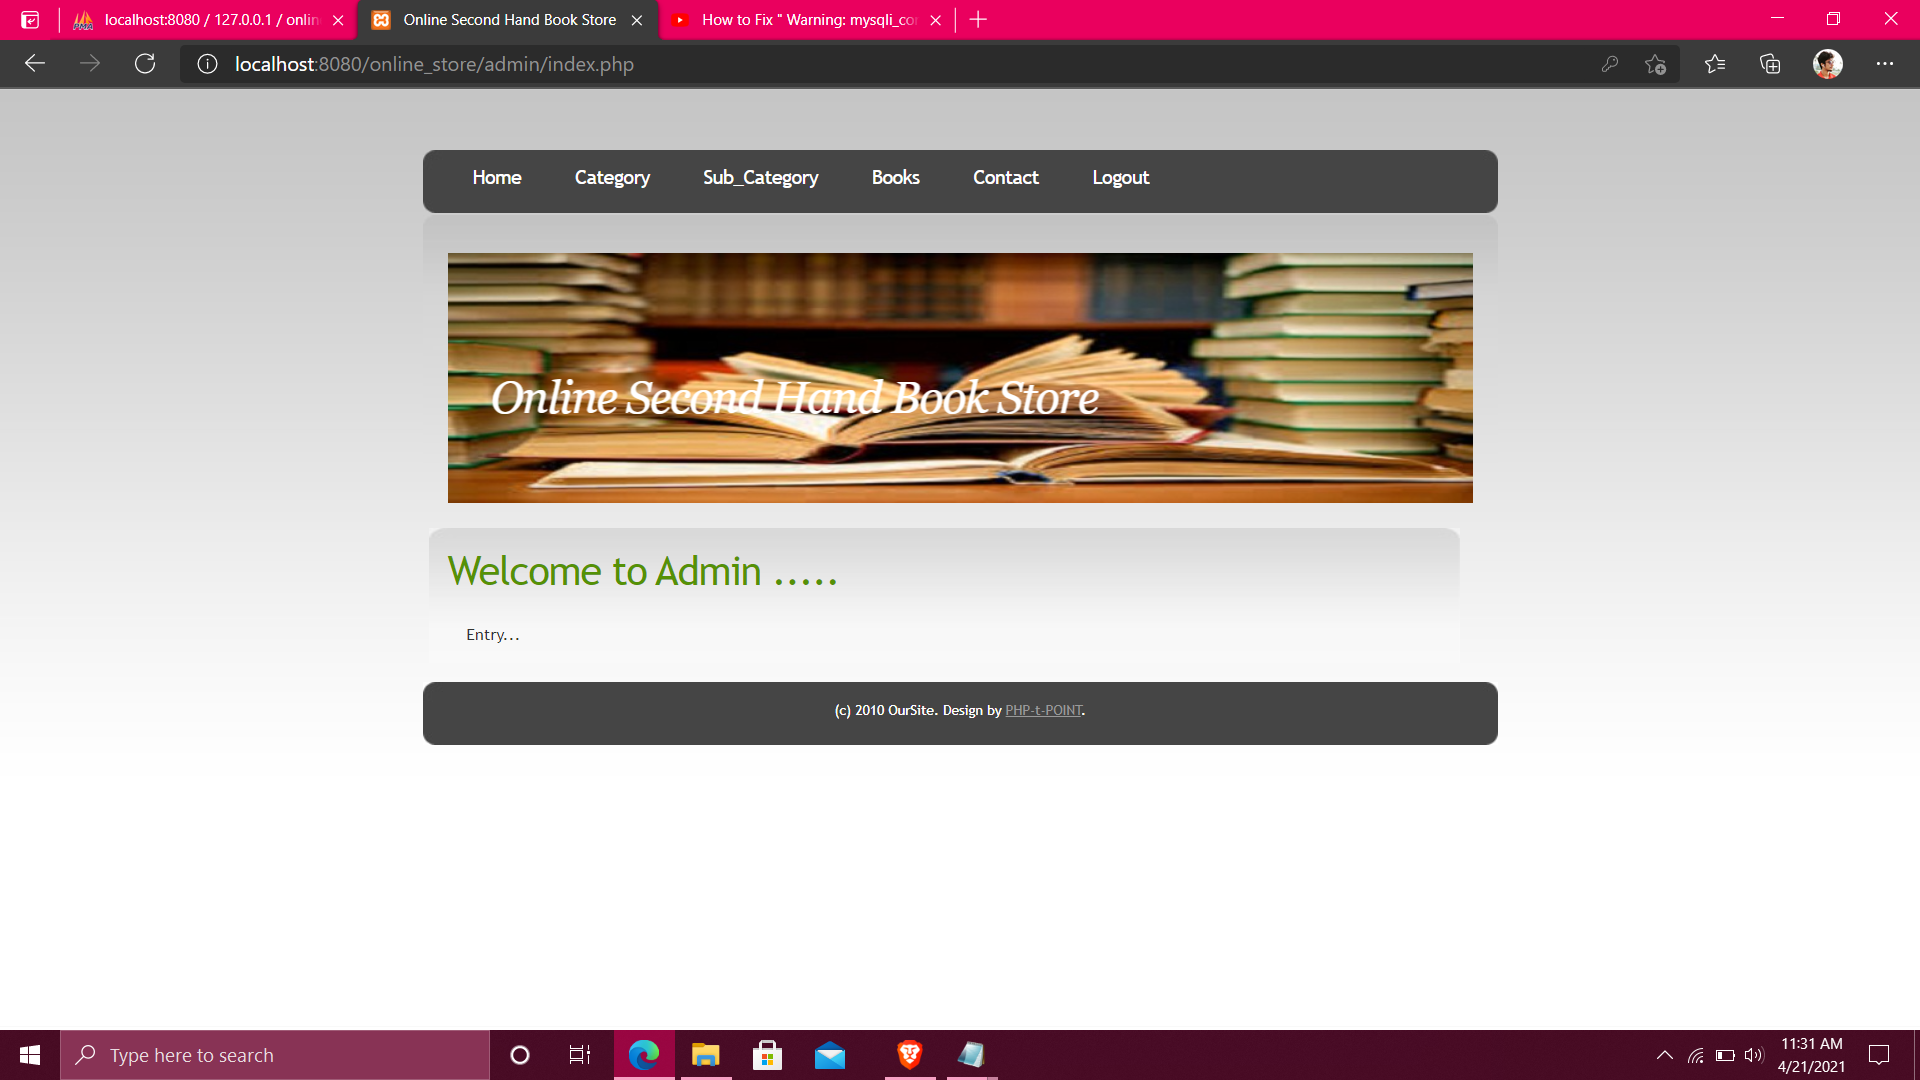 localhost:8080 / 127.0.0.1 / onlin
Online Second Hand Book Store
How to Fix " Warning: mysqli_cor
localhost:8080/online_store/admin/index.php
Home Category Sub_Category Books Contact Logout
Online Second Hand Book Store
Welcome to Admin .....
Entry...
(c) 2010 OurSite. Design by PHP-t-POINT.
Type here to search
11:31 AM
4/21/2021